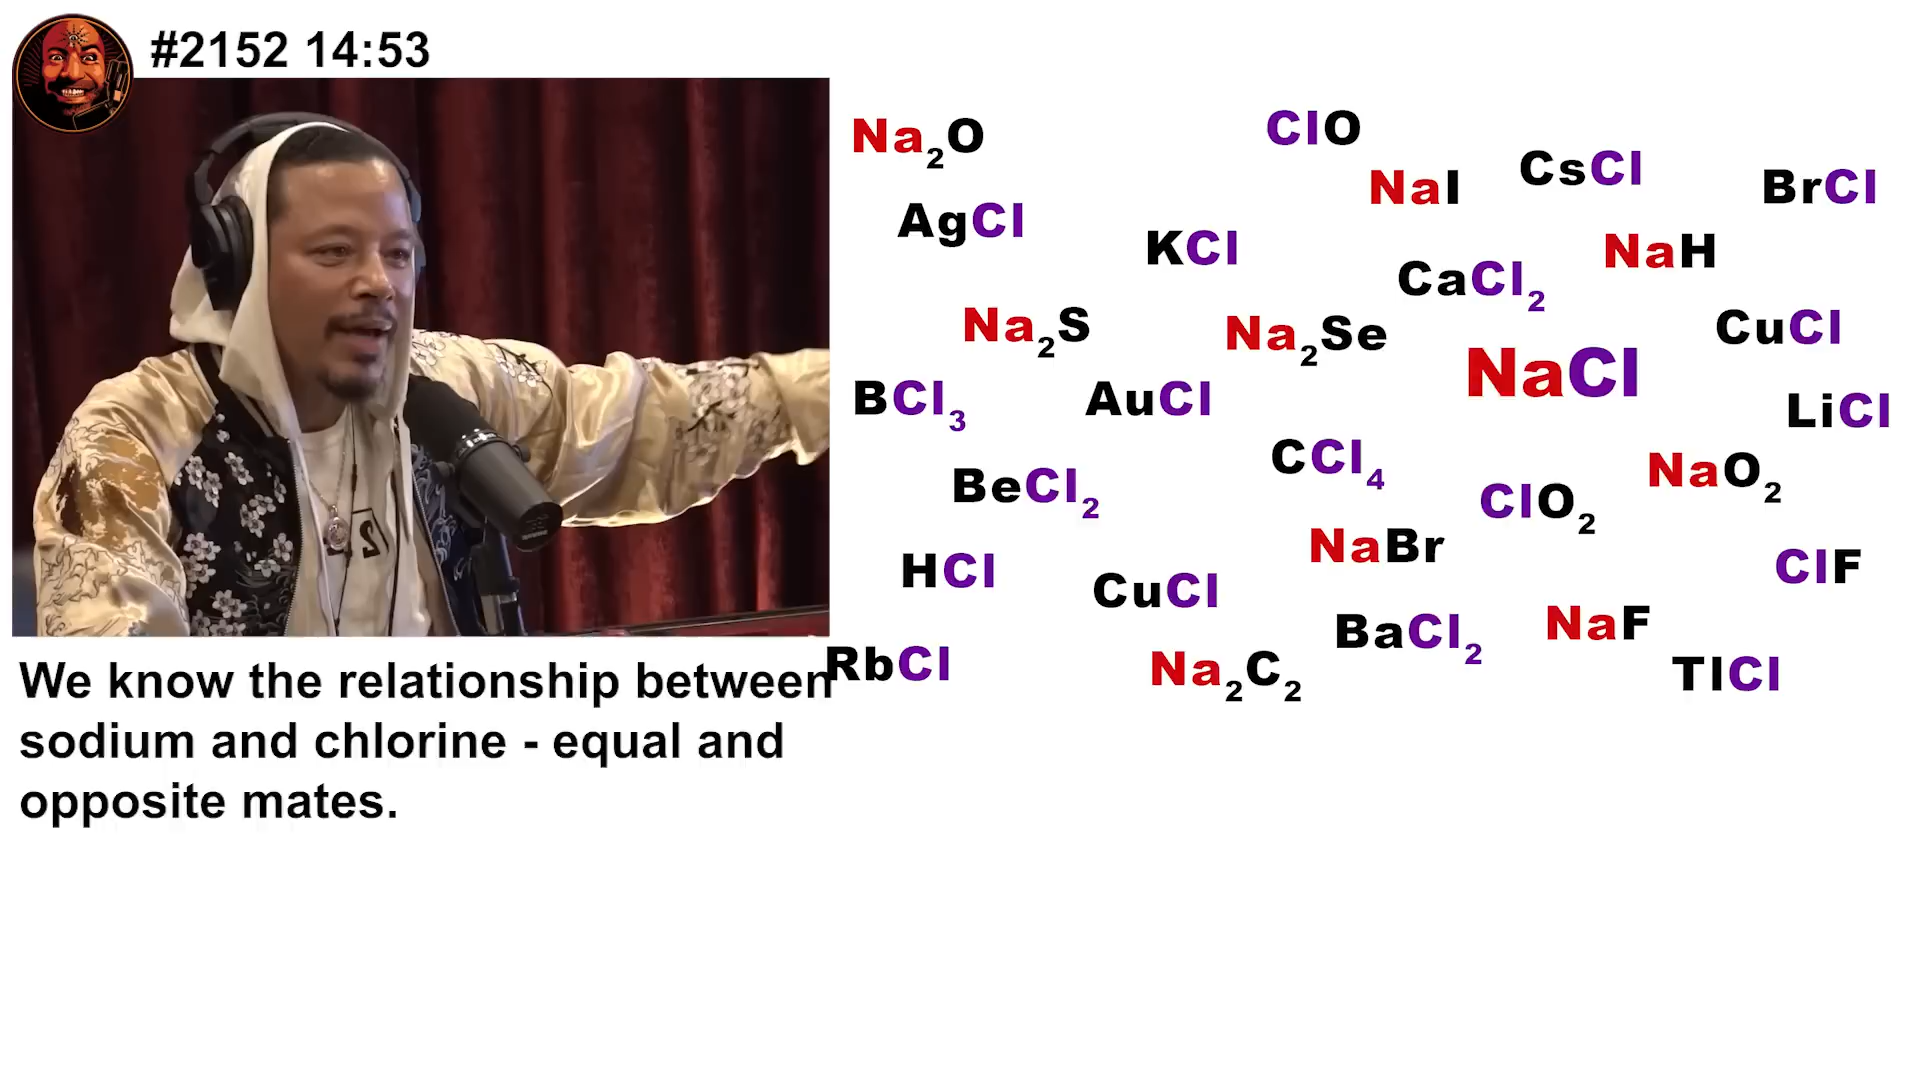 #2152 14:53
Na2O
ClO
NaI
CsCl
BrCl
AgCl
KCl
CaCl2
NaH
Na2S
Na2Se
NaCl
CuCl
BCl3
AuCl
LiCl
CCl4
BeCl2
ClO2
NaO2
NaBr
HCl
CuCl
ClF
BaCl2
NaF
RbCl
Na2C2
TlCl
We know the relationship between
sodium and chlorine - equal and
opposite mates.